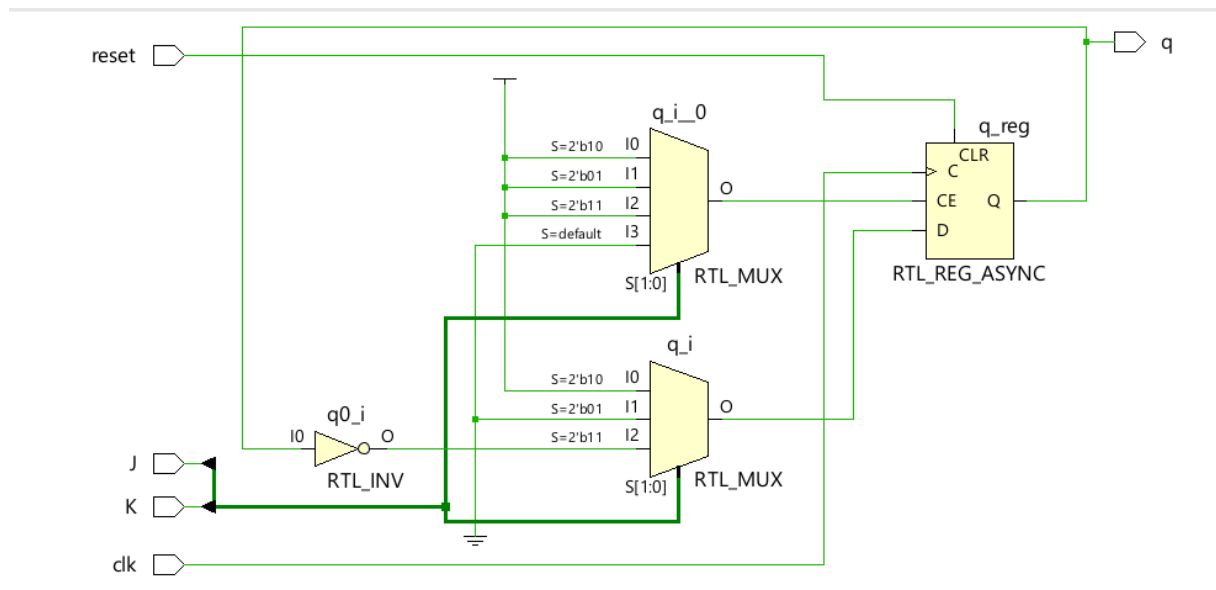 reset
q
q_i__0
q_reg
S=2'b10 I0
S=2'b01 I1
S=2'b11 I2
S=default I3
O
S[1:0]
RTL_MUX
CLR
C
CE Q
D
RTL_REG_ASYNC
q_i
S=2'b10 I0
S=2'b01 I1
S=2'b11 I2
O
S[1:0]
RTL_MUX
q0_i
I0 O
RTL_INV
J
K
clk